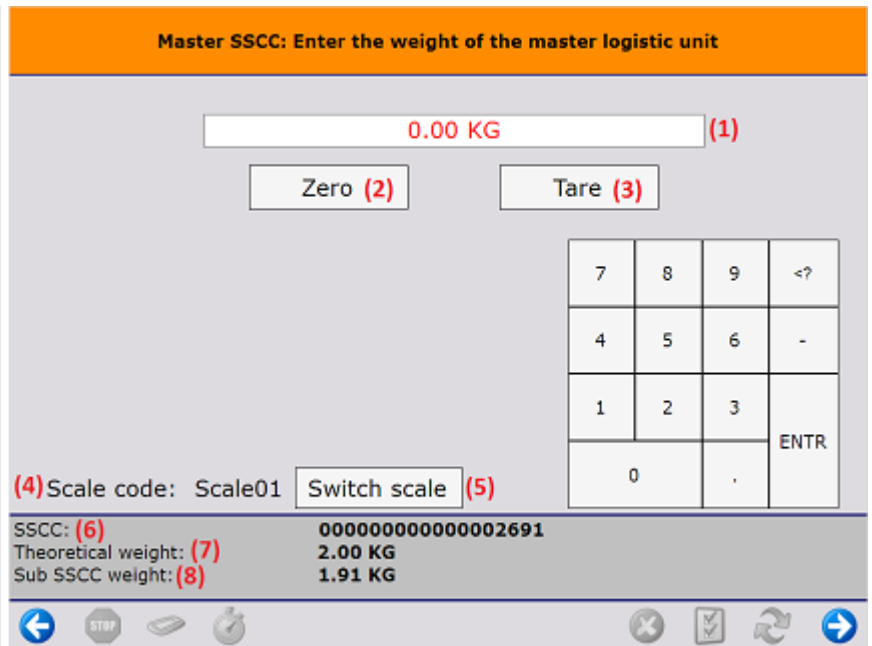 Master SSCC: Enter the weight of the master logistic unit
0.00 KG (1)
Zero (2) Tare (3)
7 8 9 <?
4 5 6 -
1 2 3
ENTR
0 .
(4) Scale code: Scale01 Switch scale (5)
SSCC: (6) 000000000000002691
Theoretical weight: (7) 2.00 KG
Sub SSCC weight: (8) 1.91 KG
STOP